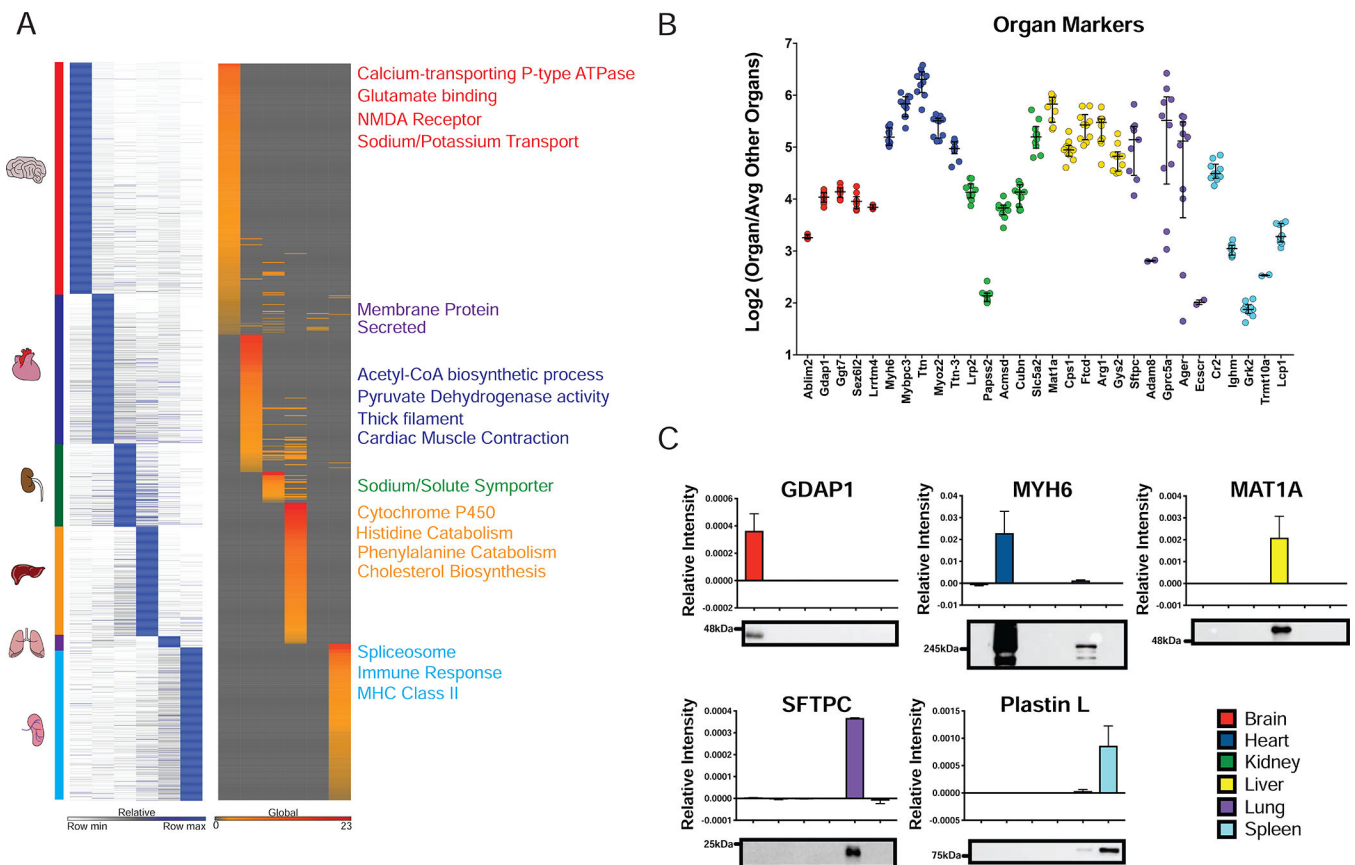 A
Calcium-transporting P-type ATPase
Glutamate binding
NMDA Receptor
Sodium/Potassium Transport
Membrane Protein
Secreted
Acetyl-CoA biosynthetic process
Pyruvate Dehydrogenase activity
Thick filament
Cardiac Muscle Contraction
Sodium/Solute Symporter
Cytochrome P450
Histidine Catabolism
Phenylalanine Catabolism
Cholesterol Biosynthesis
Spliceosome
Immune Response
MHC Class II
Relative
Row min Row max
Global
0 23
B
Organ Markers
Log2 (Organ/Avg Other Organs)
7
6
5
4
3
2
1
Ablim2
Gdap1
Ggt7
Sez6l2
Lrrtm4
Myh6
Mybpc3
Ttn
Myoz2
Ttn-3
Lrp2
Papss2
Acmsd
Cubn
Slc5a2
Mat1a
Cps1
Ftcd
Arg1
Gys2
Sftpc
Adam8
Gprc5a
Ager
Ecscr
Cr2
Ighm
Grk2
Trmt10a
Lcp1
C
GDAP1
Relative Intensity
0.0006
0.0004
0.0002
0.0000
-0.0002
48kDa
MYH6
Relative Intensity
0.04
0.03
0.02
0.01
0.00
-0.01
245kDa
MAT1A
Relative Intensity
0.004
0.003
0.002
0.001
0.000
-0.001
48kDa
SFTPC
Relative Intensity
0.0004
0.0003
0.0002
0.0001
0.0000
-0.0001
25kDa
Plastin L
Relative Intensity
0.0015
0.0010
0.0005
0.0000
-0.0005
75kDa
Brain
Heart
Kidney
Liver
Lung
Spleen